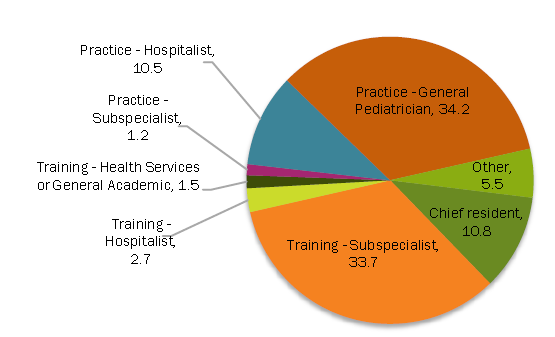 Practice - Hospitalist,
10.5
Practice - General
Pediatrician, 34.2
Practice -
Subspecialist,
1.2
Other,
5.5
Training - Health Services
or General Academic, 1.5
Chief resident,
10.8
Training -
Hospitalist,
2.7
Training - Subspecialist,
33.7